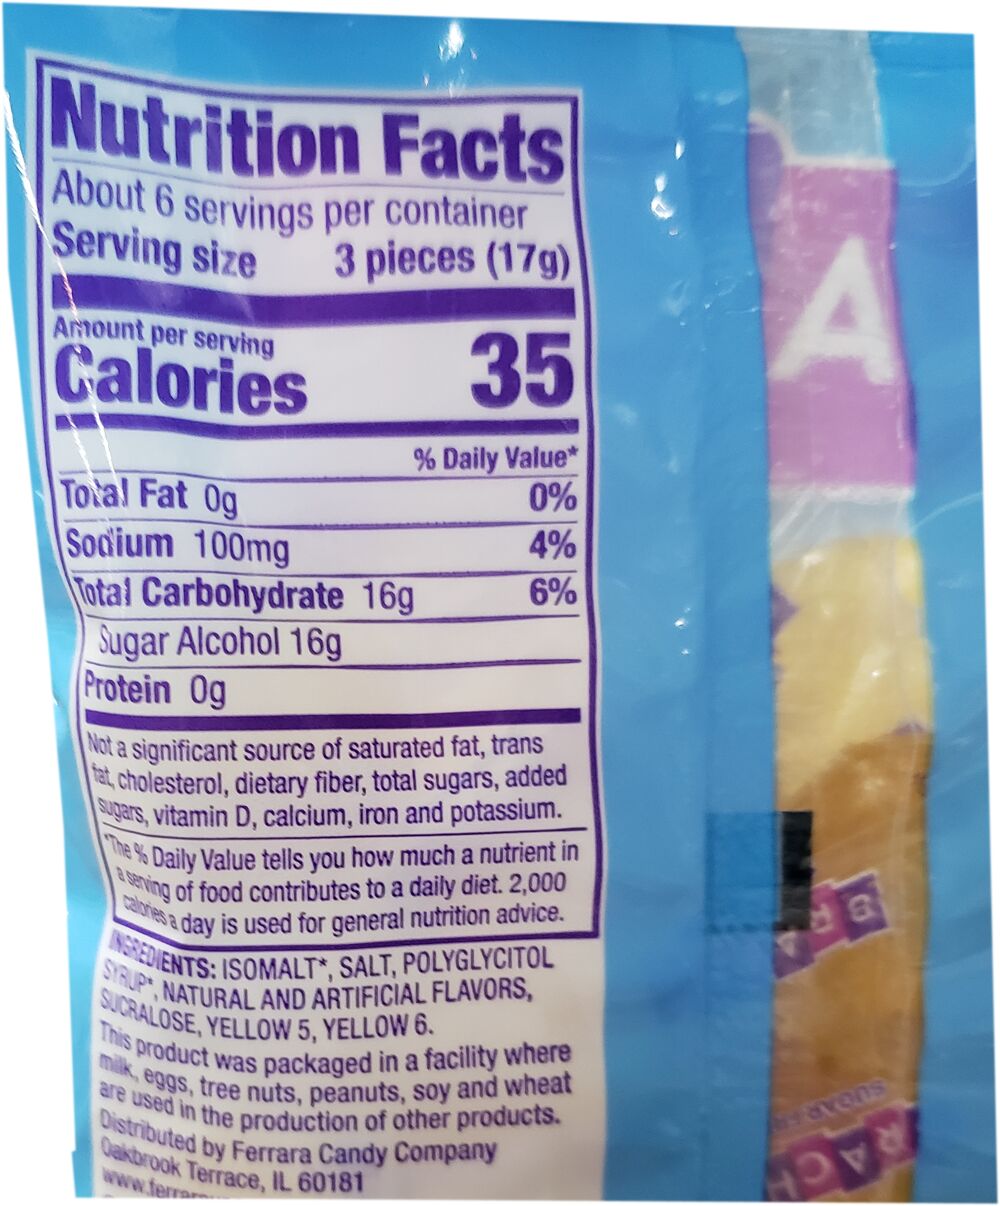 Nutrition Facts
About 6 servings per container
Serving size 3 pieces (17g)
Amount per serving
Calories 35
% Daily Value*
Total Fat 0g 0%
Sodium 100mg 4%
Total Carbohydrate 16g 6%
Sugar Alcohol 16g
Protein 0g
Not a significant source of saturated fat, trans
fat, cholesterol, dietary fiber, total sugars, added
sugars, vitamin D, calcium, iron and potassium.
*The % Daily Value tells you how much a nutrient in
a serving of food contributes to a daily diet. 2,000
calories a day is used for general nutrition advice.
INGREDIENTS: ISOMALT*, SALT, POLYGLYCITOL
SYRUP*, NATURAL AND ARTIFICIAL FLAVORS,
SUCRALOSE, YELLOW 5, YELLOW 6.
This product was packaged in a facility where
milk, eggs, tree nuts, peanuts, soy and wheat
are used in the production of other products.
Distributed by Ferrara Candy Company
Oakbrook Terrace, IL 60181
A
BRA
SUGAR
RACH